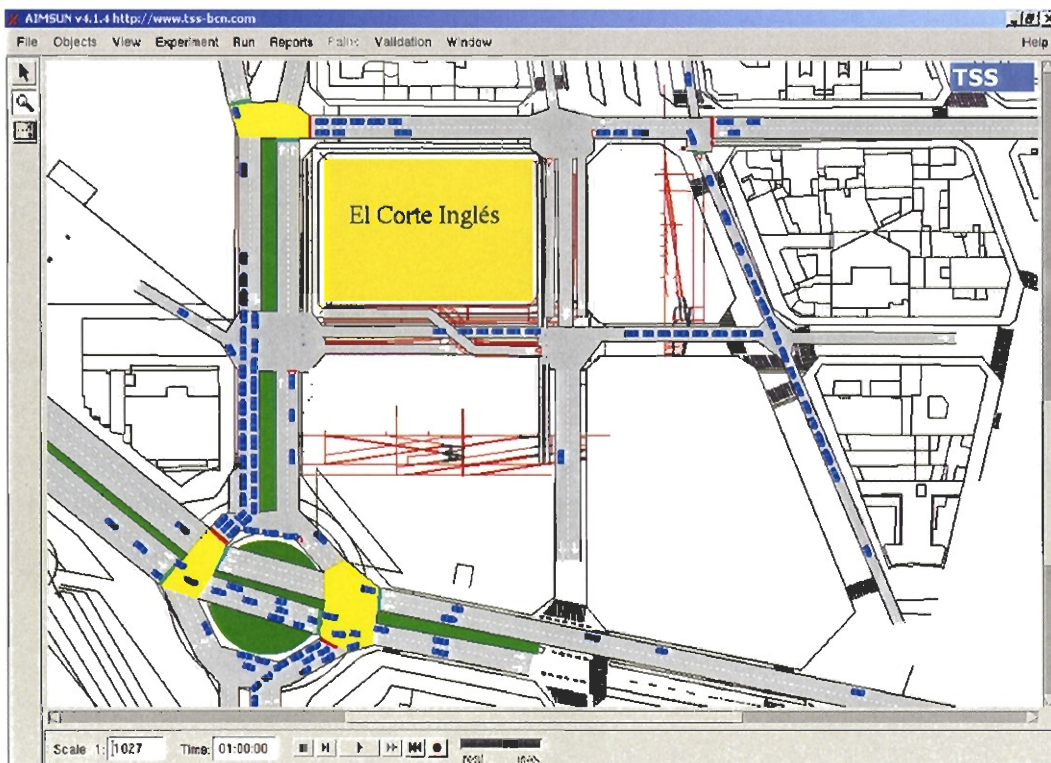 AIMSUN v4.1.4 http://www.tss-bcn.com
File Objects View Experiment Run Reports Paths Validation Window Help
TSS
El Corte Inglés
Scale 1: 1027 Time: 01:00:00